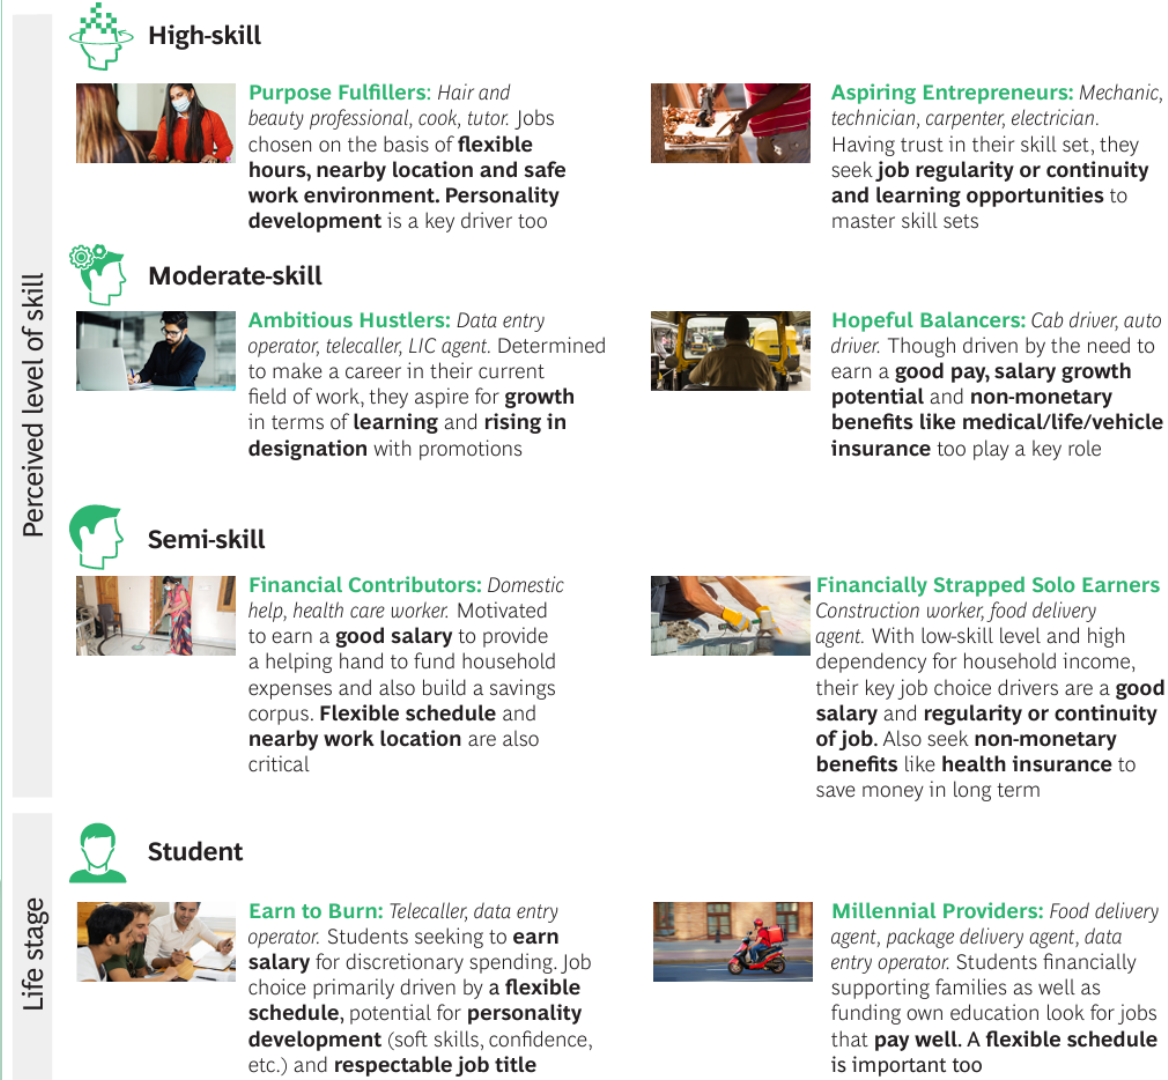 Perceived level of skill
High-skill
Purpose Fulfillers: Hair and
beauty professional, cook, tutor. Jobs
chosen on the basis of flexible
hours, nearby location and safe
work environment. Personality
development is a key driver too
Aspiring Entrepreneurs: Mechanic,
technician, carpenter, electrician.
Having trust in their skill set, they
seek job regularity or continuity
and learning opportunities to
master skill sets
Moderate-skill
Ambitious Hustlers: Data entry
operator, telecaller, LIC agent. Determined
to make a career in their current
field of work, they aspire for growth
in terms of learning and rising in
designation with promotions
Hopeful Balancers: Cab driver, auto
driver. Though driven by the need to
earn a good pay, salary growth
potential and non-monetary
benefits like medical/life/vehicle
insurance too play a key role
Semi-skill
Financial Contributors: Domestic
help, health care worker. Motivated
to earn a good salary to provide
a helping hand to fund household
expenses and also build a savings
corpus. Flexible schedule and
nearby work location are also
critical
Financially Strapped Solo Earners
Construction worker, food delivery
agent. With low-skill level and high
dependency for household income,
their key job choice drivers are a good
salary and regularity or continuity
of job. Also seek non-monetary
benefits like health insurance to
save money in long term
Life stage
Student
Earn to Burn: Telecaller, data entry
operator. Students seeking to earn
salary for discretionary spending. Job
choice primarily driven by a flexible
schedule, potential for personality
development (soft skills, confidence,
etc.) and respectable job title
Millennial Providers: Food delivery
agent, package delivery agent, data
entry operator. Students financially
supporting families as well as
funding own education look for jobs
that pay well. A flexible schedule
is important too